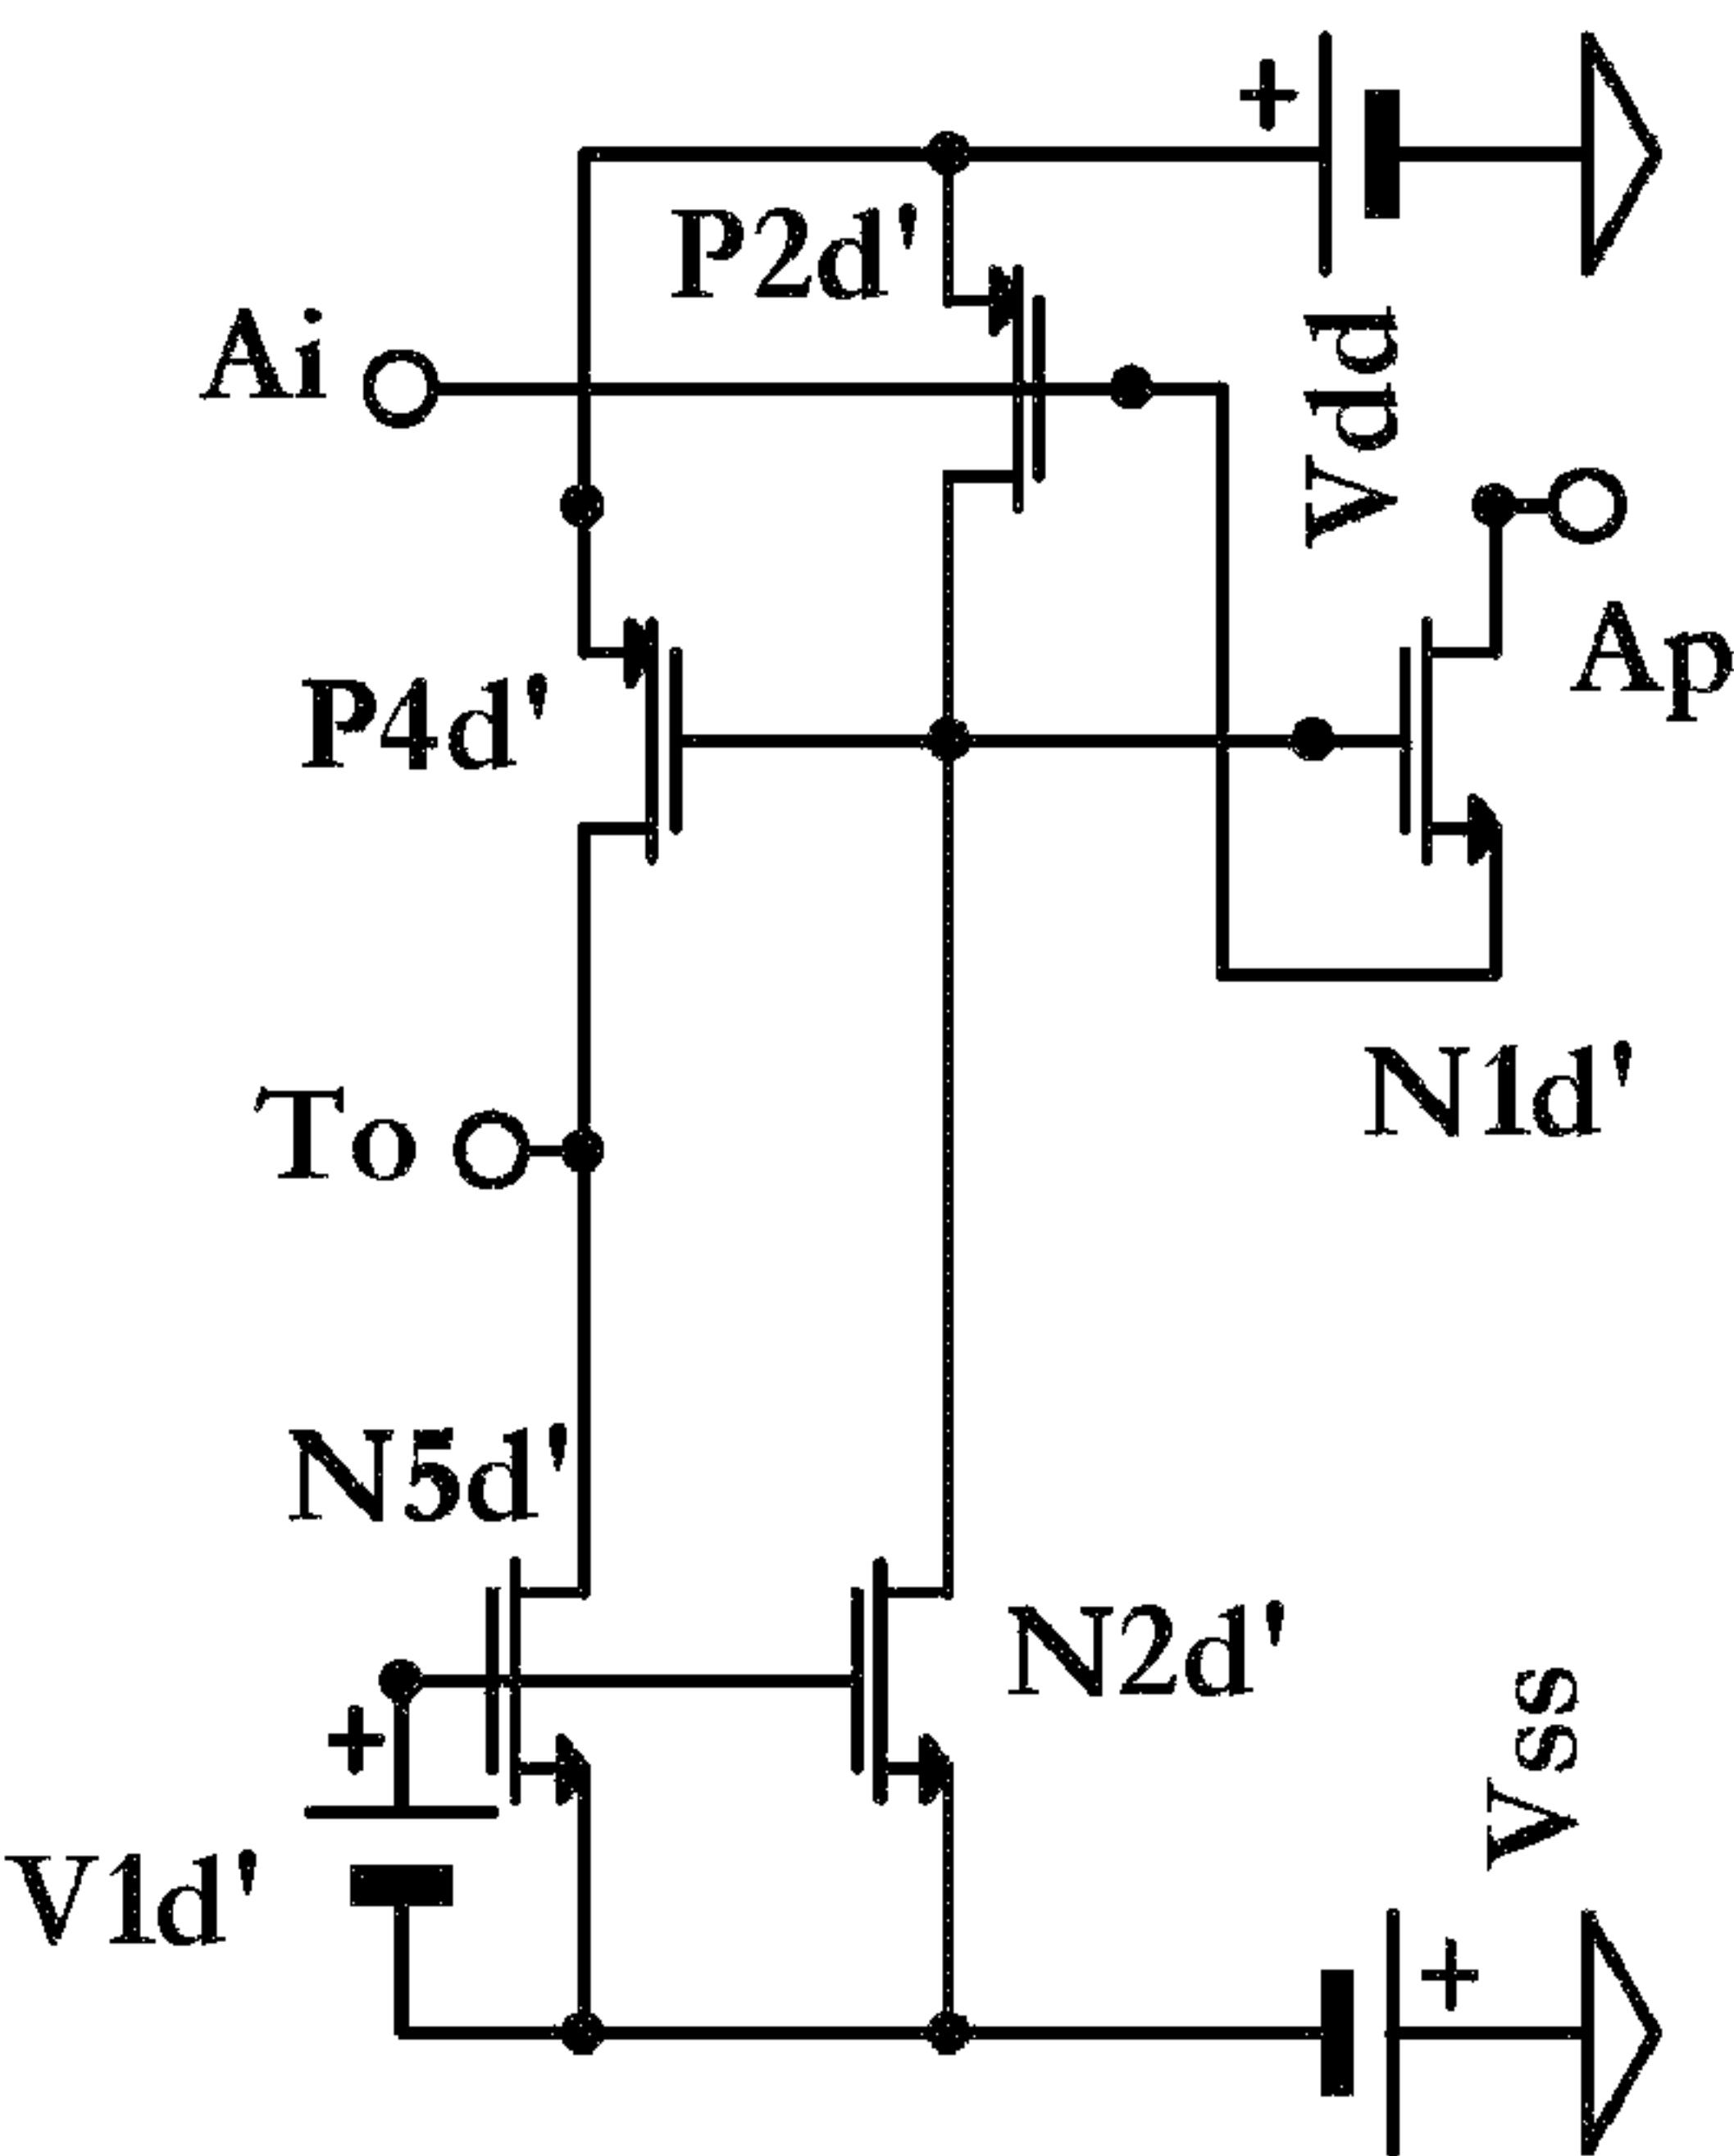 +
P2d'
Ai
Vdd
P4d'
Ap
N1d'
To
N5d'
N2d'
+
Vss
V1d'
+